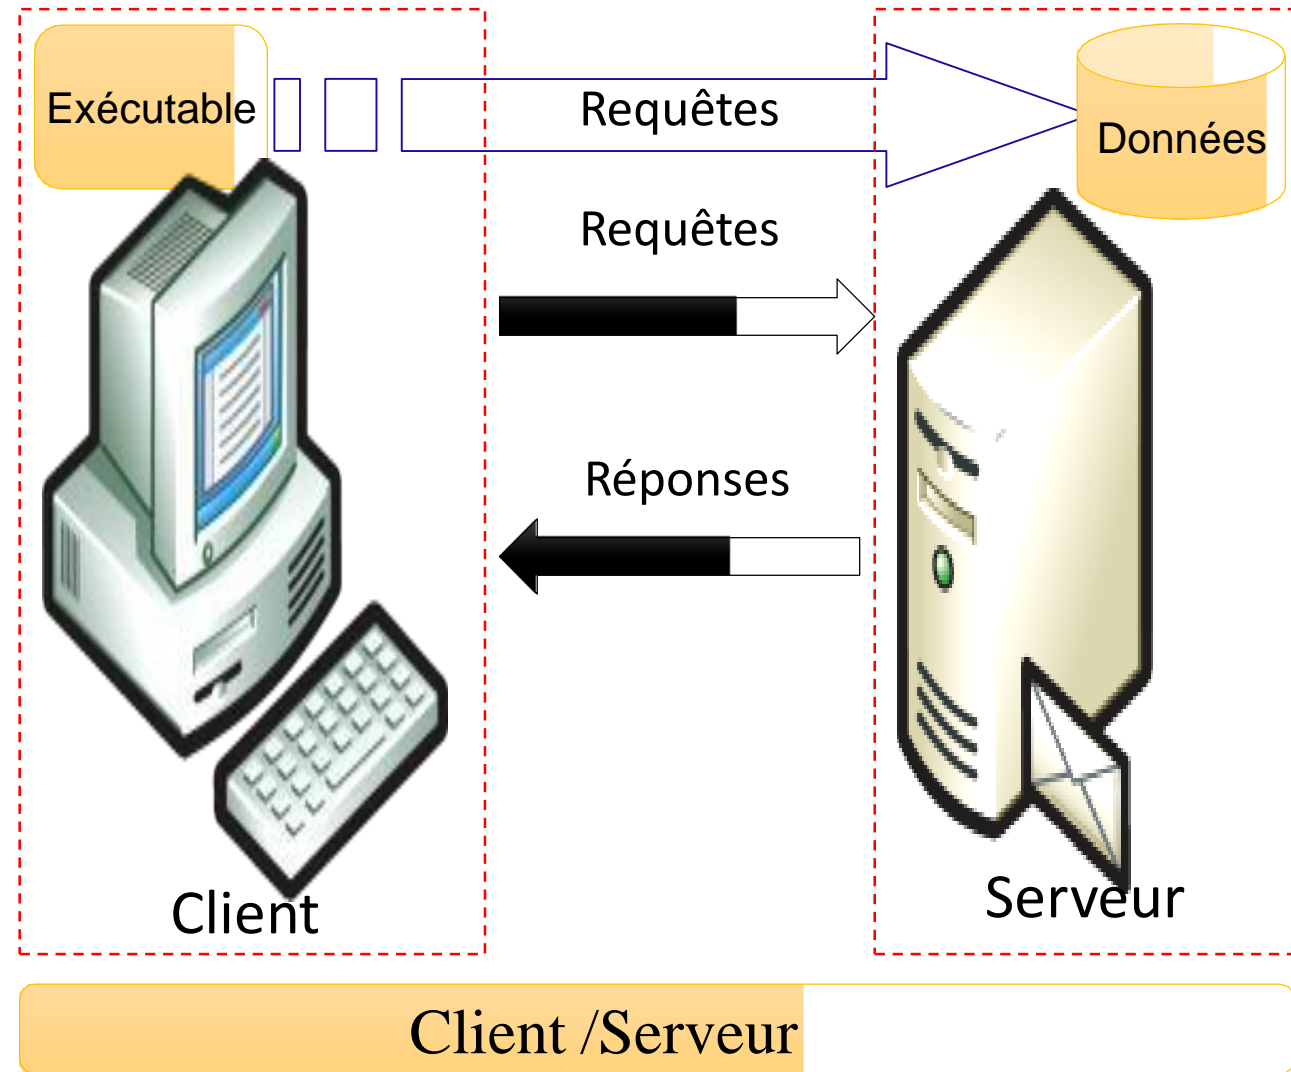 Exécutable
Requêtes
Données
Requêtes
Réponses
Client
Serveur
Client /Serveur